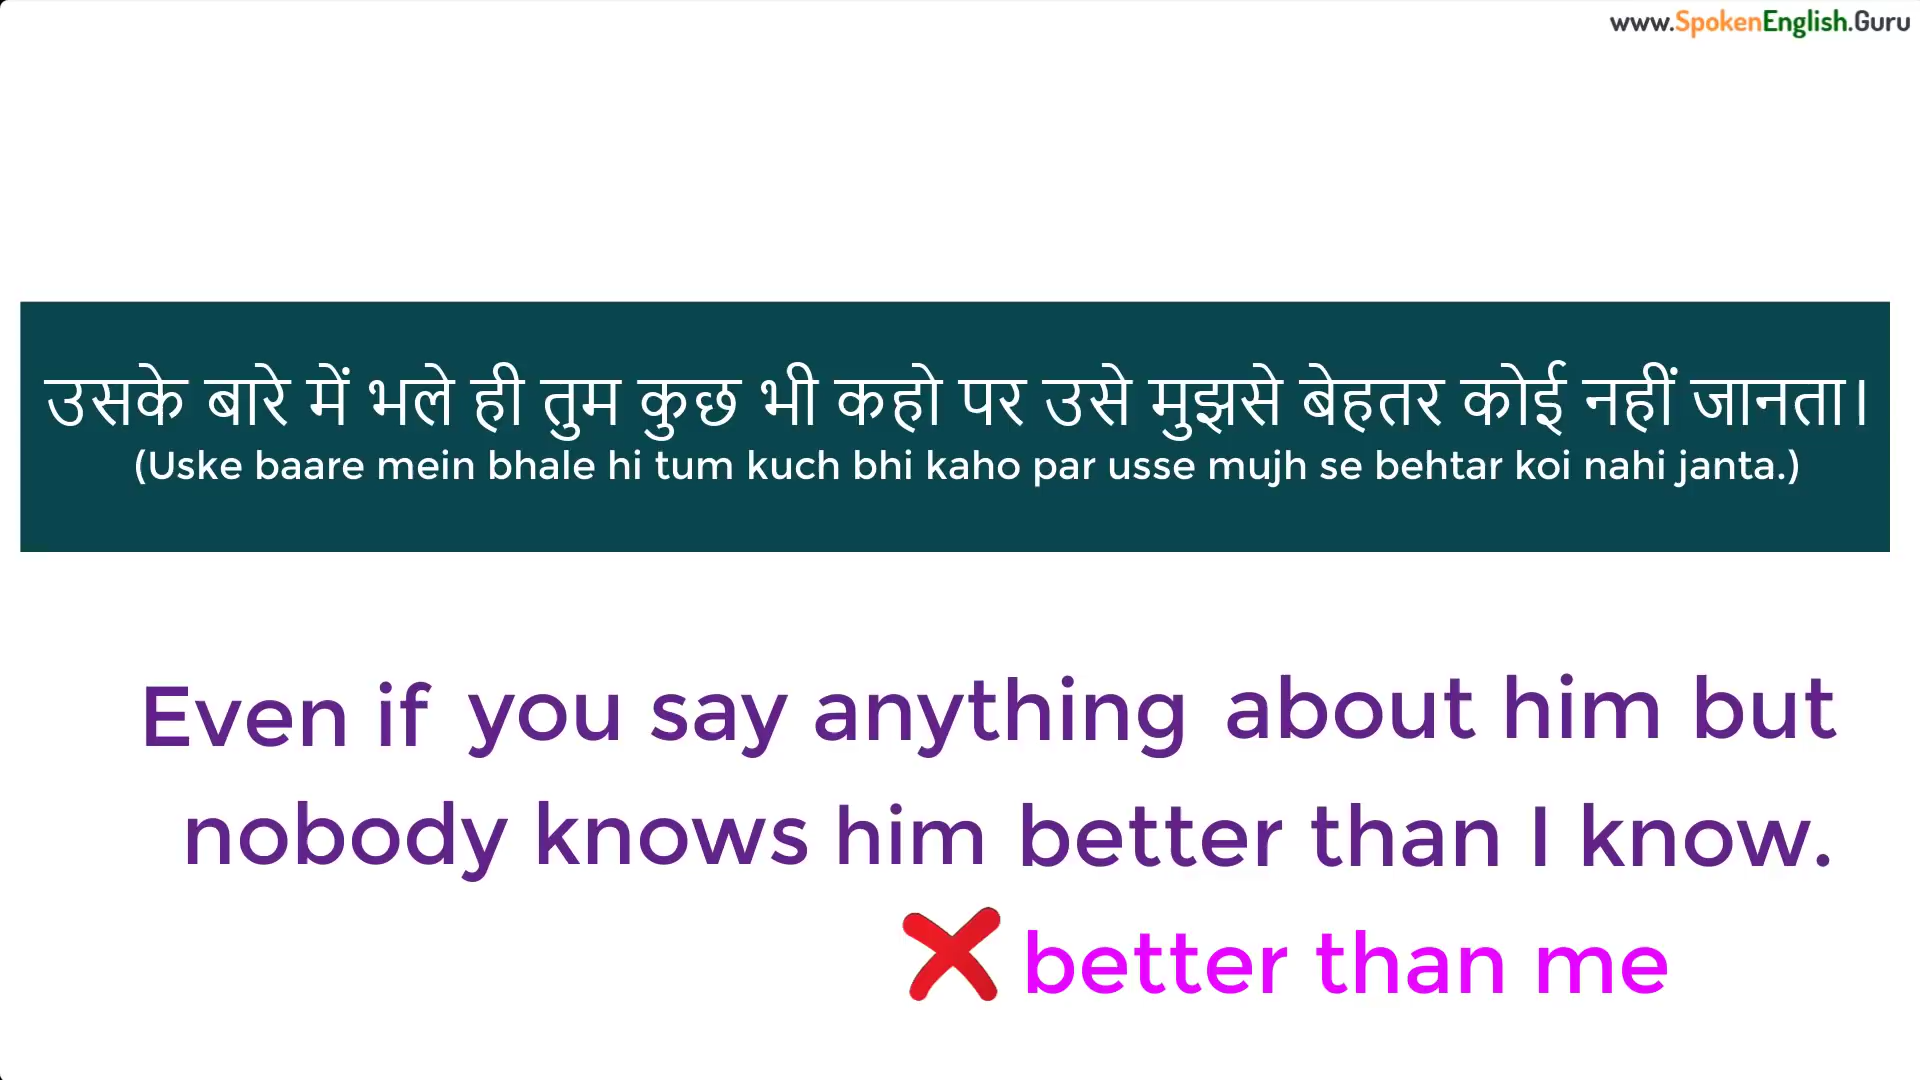 www.SpokenEnglish.Guru
उसके बारे में भले ही तुम कुछ भी कहो पर उसे मुझसे बेहतर कोई नहीं जानता।
(Uske baare mein bhale hi tum kuch bhi kaho par usse mujh se behtar koi nahi janta.)
Even if you say anything about him but
nobody knows him better than I know.
better than me